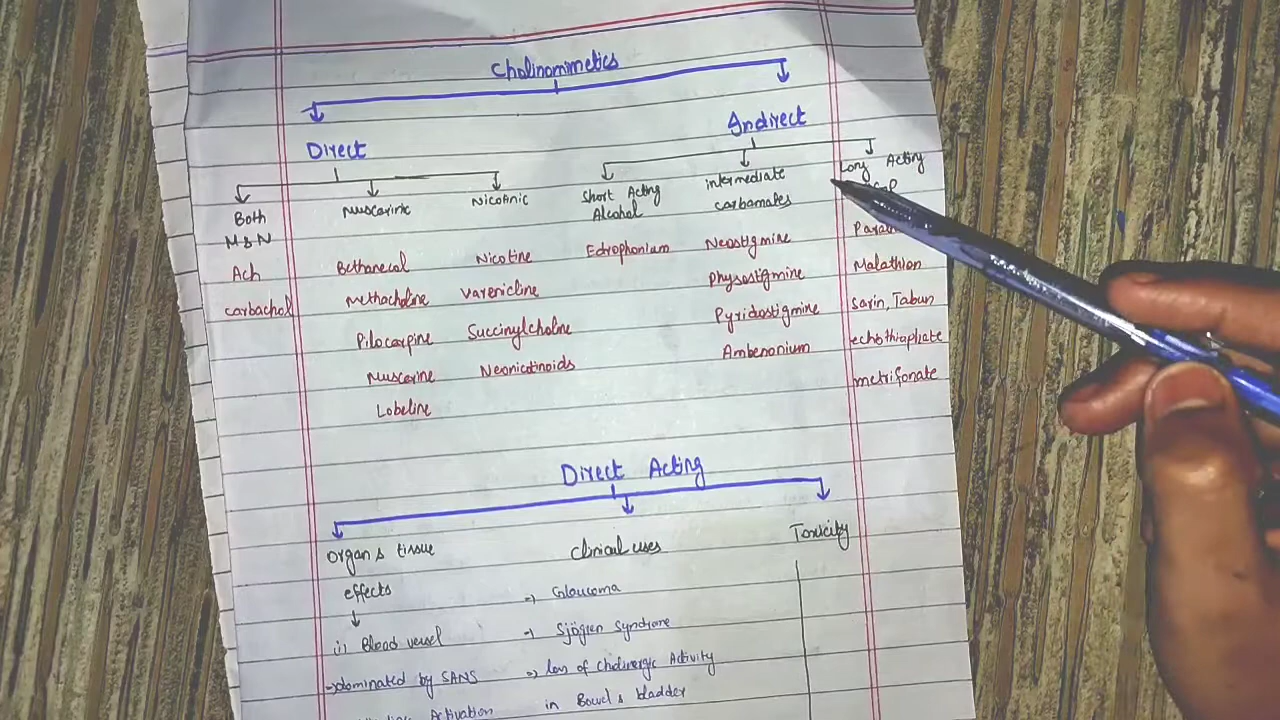 Cholinomimetics
Direct
Indirect
Both
M & N
Ach
carbachol
Muscarinic
Bethanecol
Methacholine
Pilocarpine
Muscarine
Lobeline
Nicotinic
Nicotine
Varenicline
Succinylcholne
Neonicotinoids
Short Acting
Alcohol
Edrophonium
intermediate
carbamates
Neostigmine
Physostigmine
Pyridostigmine
Ambenonium
Long Acting
Malathion
Sarin, Tabun
echothiophate
metrifonate
Direct Acting
organ & tissue
effects
i) Blood vessel
→ dominated by SANS
Activation
Clinical uses
→ Glaucoma
→ Sjögren Syndrome
→ loss of Cholinergic Activity
in Bowel & bladder
Toxicity